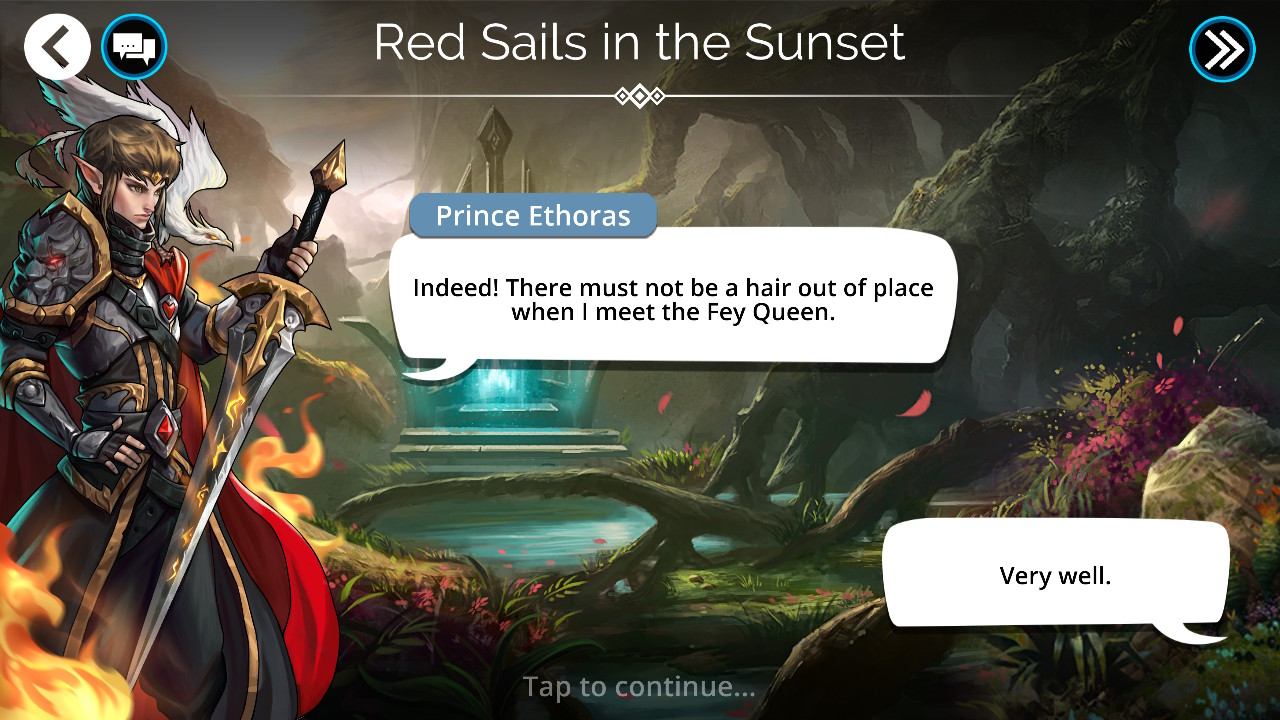 Red Sails in the Sunset
Prince Ethoras
Indeed! There must not be a hair out of place
when I meet the Fey Queen.
Very well.
Tap to continue...